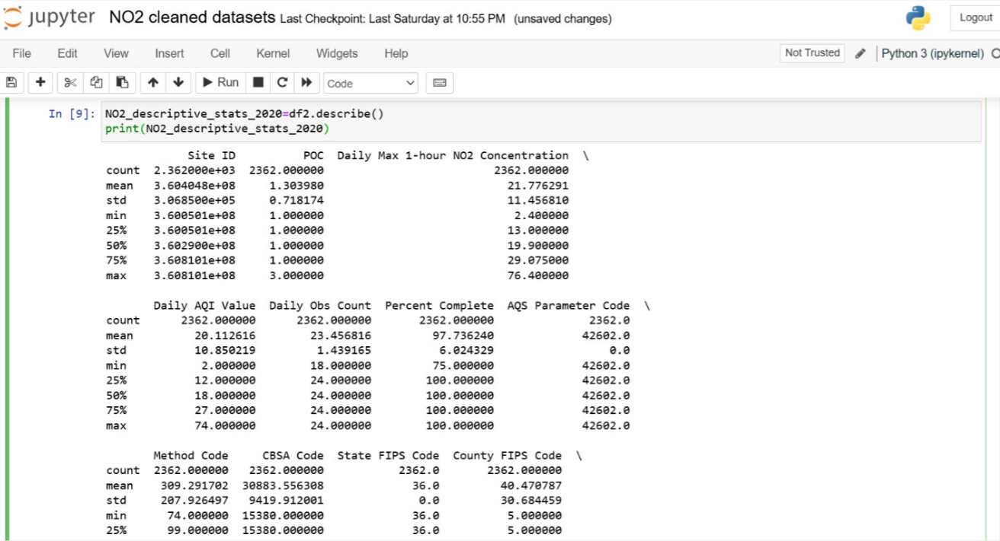 jupyter NO2 cleaned datasets Last Checkpoint: Last Saturday at 10:55 PM (unsaved changes) Logout
File Edit View Insert Cell Kernel Widgets Help Not Trusted Python 3 (ipykernel)
Run Code
In [9]: NO2_descriptive_stats_2020=df2.describe()
print(NO2_descriptive_stats_2020)
Site ID POC Daily Max 1-hour NO2 Concentration \
count 2.362000e+03 2362.000000 2362.000000
mean 3.604048e+08 1.303980 21.776291
std 3.068500e+05 0.718174 11.456810
min 3.600501e+08 1.000000 2.400000
25% 3.600501e+08 1.000000 13.000000
50% 3.602900e+08 1.000000 19.900000
75% 3.608101e+08 1.000000 29.075000
max 3.608101e+08 3.000000 76.400000
Daily AQI Value Daily Obs Count Percent Complete AQS Parameter Code \
count 2362.000000 2362.000000 2362.000000 2362.0
mean 20.112616 23.456816 97.736240 42602.0
std 10.850219 1.439165 6.024329 0.0
min 2.000000 18.000000 75.000000 42602.0
25% 12.000000 24.000000 100.000000 42602.0
50% 18.000000 24.000000 100.000000 42602.0
75% 27.000000 24.000000 100.000000 42602.0
max 74.000000 24.000000 100.000000 42602.0
Method Code CBSA Code State FIPS Code County FIPS Code \
count 2362.000000 2362.000000 2362.0 2362.000000
mean 309.291702 30883.556308 36.0 40.470787
std 207.926497 9419.912001 0.0 30.684459
min 74.000000 15380.000000 36.0 5.000000
25% 99.000000 15380.000000 36.0 5.000000